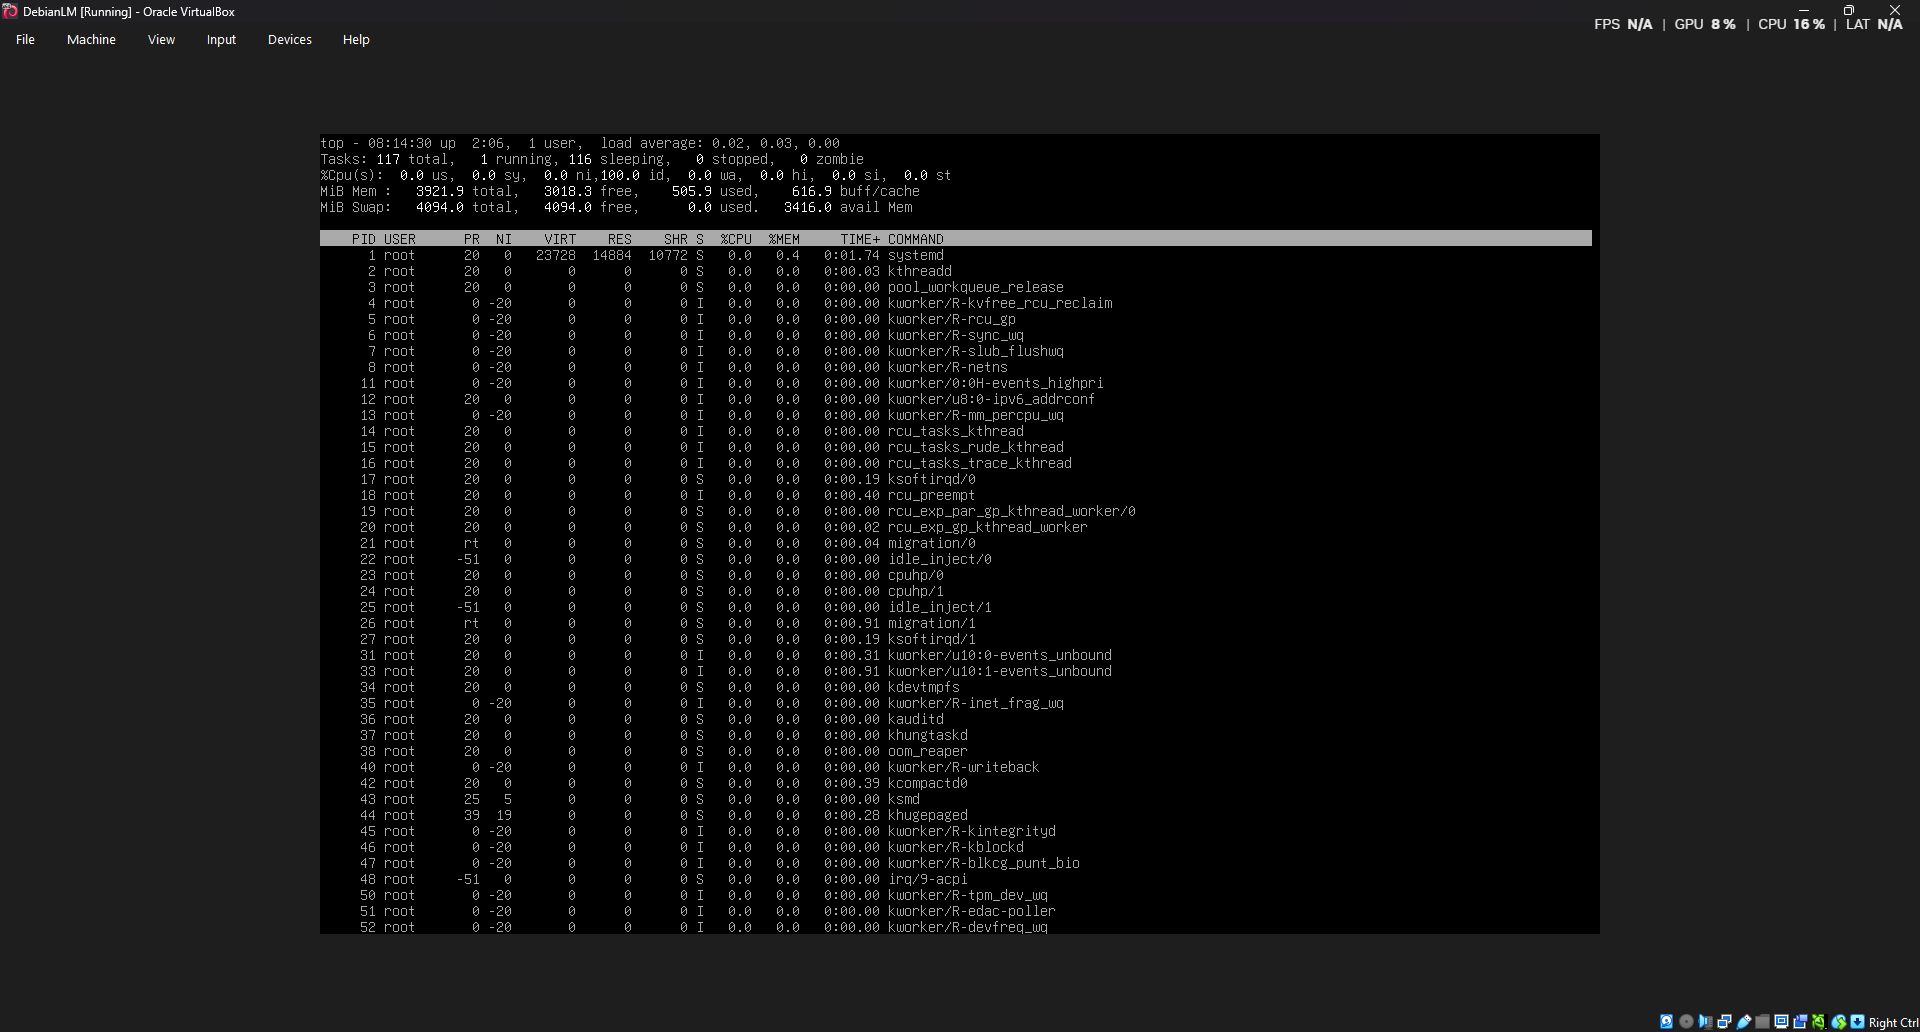 DebianLM [Running] - Oracle VirtualBox
FPS N/A | GPU 8% | CPU 16% | LAT N/A
File Machine View Input Devices Help
top - 08:14:30 up  2:06,  1 user,  load average: 0.02, 0.03, 0.00
Tasks: 117 total,   1 running, 116 sleeping,   0 stopped,   0 zombie
%Cpu(s):  0.0 us,  0.0 sy,  0.0 ni,100.0 id,  0.0 wa,  0.0 hi,  0.0 si,  0.0 st
MiB Mem :   3921.9 total,   3018.3 free,    505.9 used,    616.9 buff/cache
MiB Swap:   4094.0 total,   4094.0 free,      0.0 used.   3416.0 avail Mem
PID USER      PR  NI    VIRT    RES    SHR S  %CPU  %MEM     TIME+ COMMAND
1 root      20   0   23728  14884  10772 S   0.0   0.4   0:01.74 systemd
2 root      20   0       0      0      0 S   0.0   0.0   0:00.03 kthreadd
3 root      20   0       0      0      0 S   0.0   0.0   0:00.00 pool_workqueue_release
4 root       0 -20       0      0      0 I   0.0   0.0   0:00.00 kworker/R-kvfree_rcu_reclaim
5 root       0 -20       0      0      0 I   0.0   0.0   0:00.00 kworker/R-rcu_gp
6 root       0 -20       0      0      0 I   0.0   0.0   0:00.00 kworker/R-sync_wq
7 root       0 -20       0      0      0 I   0.0   0.0   0:00.00 kworker/R-slub_flushwq
8 root       0 -20       0      0      0 I   0.0   0.0   0:00.00 kworker/R-netns
11 root       0 -20       0      0      0 I   0.0   0.0   0:00.00 kworker/0:0H-events_highpri
12 root      20   0       0      0      0 I   0.0   0.0   0:00.00 kworker/u8:0-ipv6_addrconf
13 root       0 -20       0      0      0 I   0.0   0.0   0:00.00 kworker/R-mm_percpu_wq
14 root      20   0       0      0      0 I   0.0   0.0   0:00.00 rcu_tasks_kthread
15 root      20   0       0      0      0 I   0.0   0.0   0:00.00 rcu_tasks_rude_kthread
16 root      20   0       0      0      0 I   0.0   0.0   0:00.00 rcu_tasks_trace_kthread
17 root      20   0       0      0      0 S   0.0   0.0   0:00.19 ksoftirqd/0
18 root      20   0       0      0      0 I   0.0   0.0   0:00.40 rcu_preempt
19 root      20   0       0      0      0 S   0.0   0.0   0:00.00 rcu_exp_par_gp_kthread_worker/0
20 root      20   0       0      0      0 S   0.0   0.0   0:00.02 rcu_exp_gp_kthread_worker
21 root      rt   0       0      0      0 S   0.0   0.0   0:00.04 migration/0
22 root     -51   0       0      0      0 S   0.0   0.0   0:00.00 idle_inject/0
23 root      20   0       0      0      0 S   0.0   0.0   0:00.00 cpuhp/0
24 root      20   0       0      0      0 S   0.0   0.0   0:00.00 cpuhp/1
25 root     -51   0       0      0      0 S   0.0   0.0   0:00.00 idle_inject/1
26 root      rt   0       0      0      0 S   0.0   0.0   0:00.91 migration/1
27 root      20   0       0      0      0 S   0.0   0.0   0:00.19 ksoftirqd/1
31 root      20   0       0      0      0 I   0.0   0.0   0:00.31 kworker/u10:0-events_unbound
33 root      20   0       0      0      0 I   0.0   0.0   0:00.91 kworker/u10:1-events_unbound
34 root      20   0       0      0      0 S   0.0   0.0   0:00.00 kdevtmpfs
35 root       0 -20       0      0      0 I   0.0   0.0   0:00.00 kworker/R-inet_frag_wq
36 root      20   0       0      0      0 S   0.0   0.0   0:00.00 kauditd
37 root      20   0       0      0      0 S   0.0   0.0   0:00.00 khungtaskd
38 root      20   0       0      0      0 S   0.0   0.0   0:00.00 oom_reaper
40 root       0 -20       0      0      0 I   0.0   0.0   0:00.00 kworker/R-writeback
42 root      20   0       0      0      0 S   0.0   0.0   0:00.39 kcompactd0
43 root      25   5       0      0      0 S   0.0   0.0   0:00.00 ksmd
44 root      39  19       0      0      0 S   0.0   0.0   0:00.28 khugepaged
45 root       0 -20       0      0      0 I   0.0   0.0   0:00.00 kworker/R-kintegrityd
46 root       0 -20       0      0      0 I   0.0   0.0   0:00.00 kworker/R-kblockd
47 root       0 -20       0      0      0 I   0.0   0.0   0:00.00 kworker/R-blkcg_punt_bio
48 root     -51   0       0      0      0 S   0.0   0.0   0:00.00 irq/9-acpi
50 root       0 -20       0      0      0 I   0.0   0.0   0:00.00 kworker/R-tpm_dev_wq
51 root       0 -20       0      0      0 I   0.0   0.0   0:00.00 kworker/R-edac-poller
52 root       0 -20       0      0      0 I   0.0   0.0   0:00.00 kworker/R-devfreq_wq
Right Ctrl